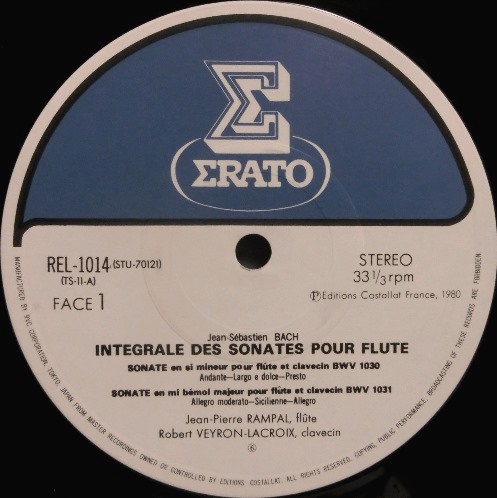 ΣRATO
REL-1014 (STU-70121)
(TS-11-A)
FACE 1
STEREO
33 1/3 rpm
Ⓟ Editions Costallat France, 1980
Jean-Sébastien BACH
INTEGRALE DES SONATES POUR FLUTE
SONATE en si mineur pour flûte et clavecin BWV 1030
Andante—Largo e dolce—Presto
SONATE en mi bémol majeur pour flûte et clavecin BWV 1031
Allegro moderato—Sicilienne—Allegro
Jean-Pierre RAMPAL, flûte
Robert VEYRON-LACROIX, clavecin
⑥
MANUFACTURED BY RVC CORPORATION, TOKYO, JAPAN FROM MASTER RECORDINGS OWNED OR CONTROLLED BY EDITIONS COSTALLAT. ALL RIGHTS RESERVED. COPYING, PUBLIC PERFORMANCE, BROADCASTING OF THESE RECORDS ARE FORBIDDEN.